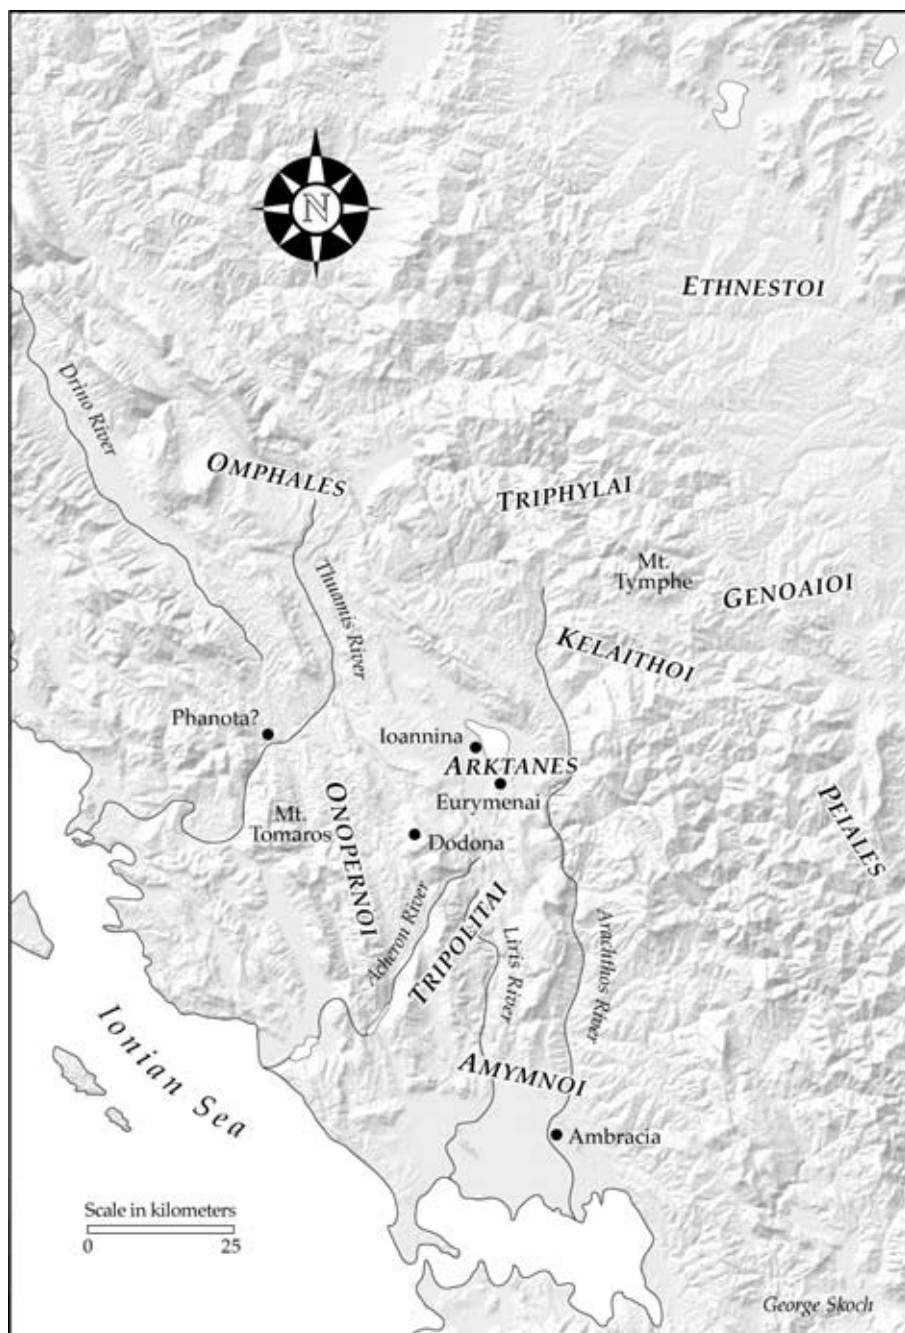 N
ETHNESTOI
Drino River
OMPHALES
TRIPHYLAI
Mt.
Tymphe
GENOAIOI
Thuamis River
KELAITHOI
Phanota?
Ioannina
ARKTANES
Eurymenai
PEIALES
Mt.
Tomaros
ONOPERNOI
Dodona
Acheron River
TRIPOLITAI
Liris River
Arachthos River
Ionian Sea
AMYMNOI
Ambracia
Scale in kilometers
0 25
George Skoch